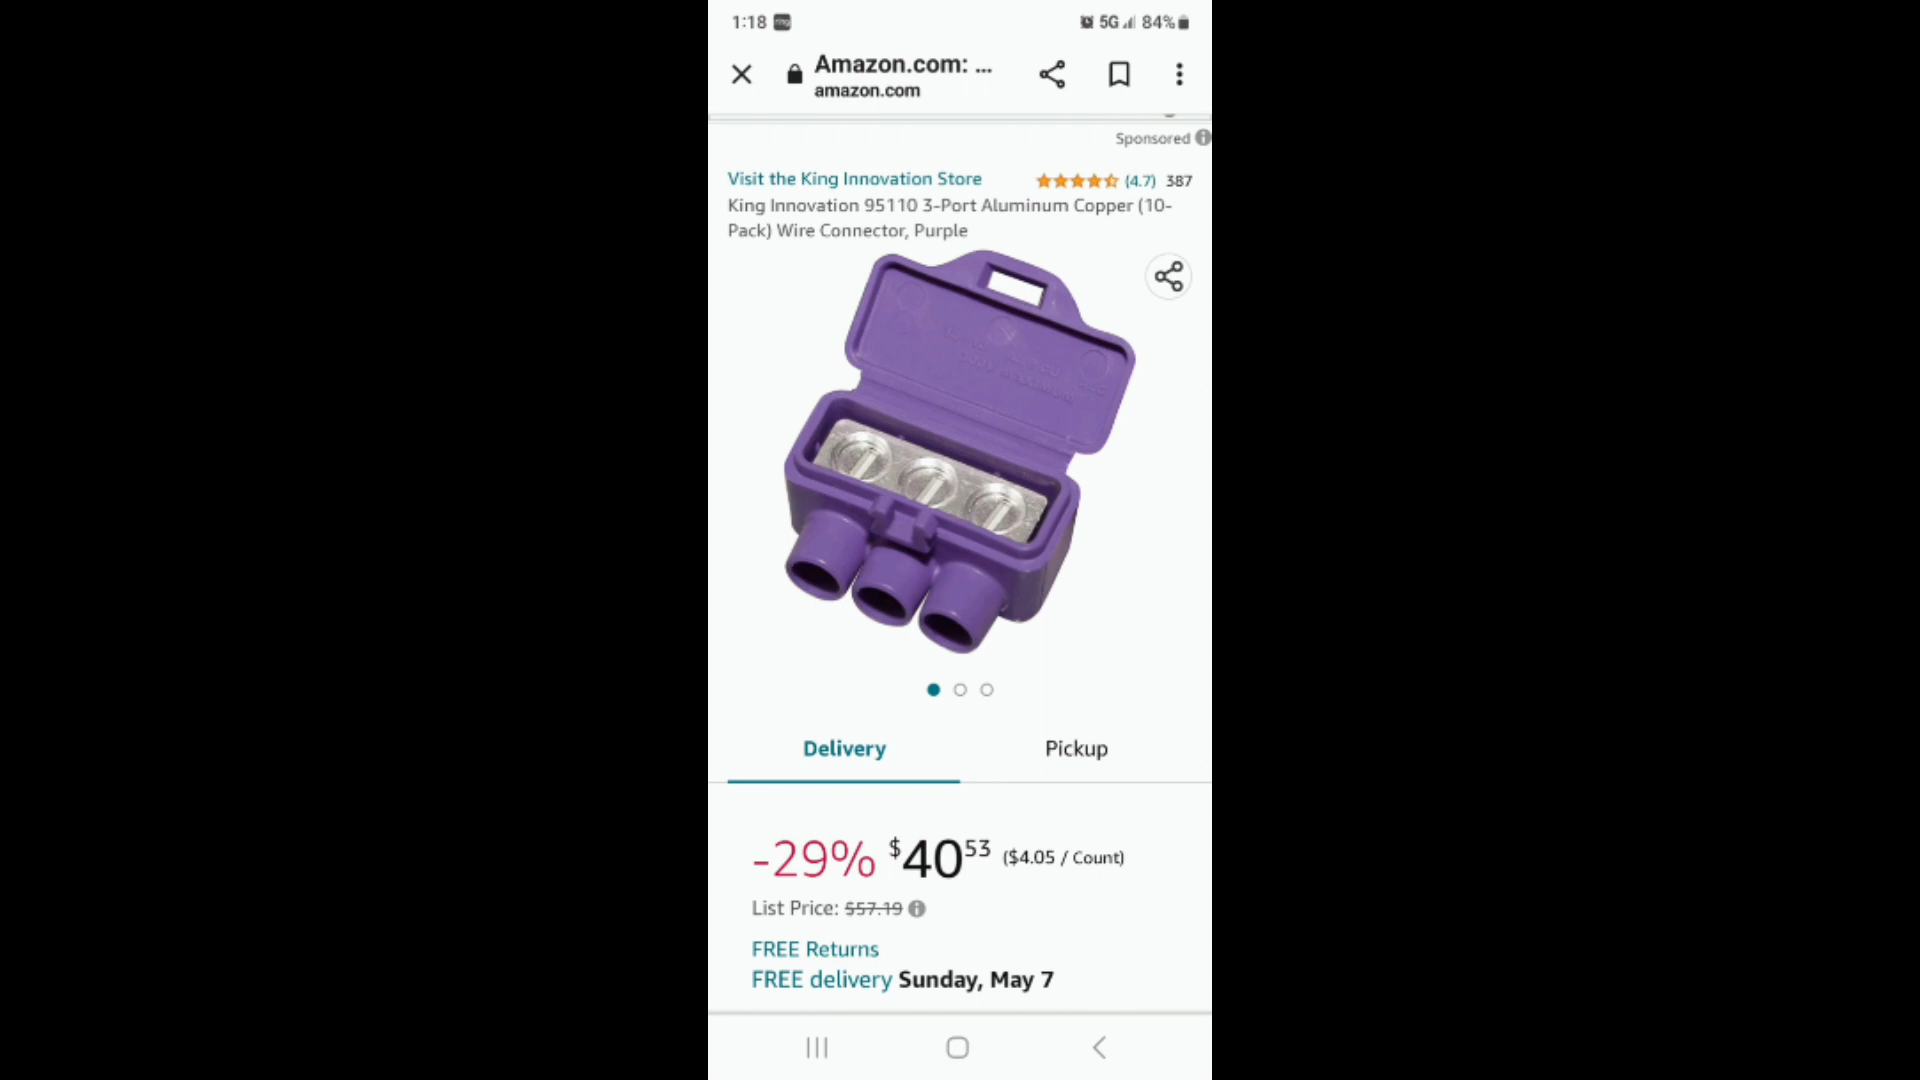 1:18 ring 5G 84%
Amazon.com: ...
amazon.com
Sponsored
Visit the King Innovation Store (4.7) 387
King Innovation 95110 3-Port Aluminum Copper (10-
Pack) Wire Connector, Purple
Delivery Pickup
-29% $40 53 ($4.05 / Count)
List Price: $57.19
FREE Returns
FREE delivery Sunday, May 7